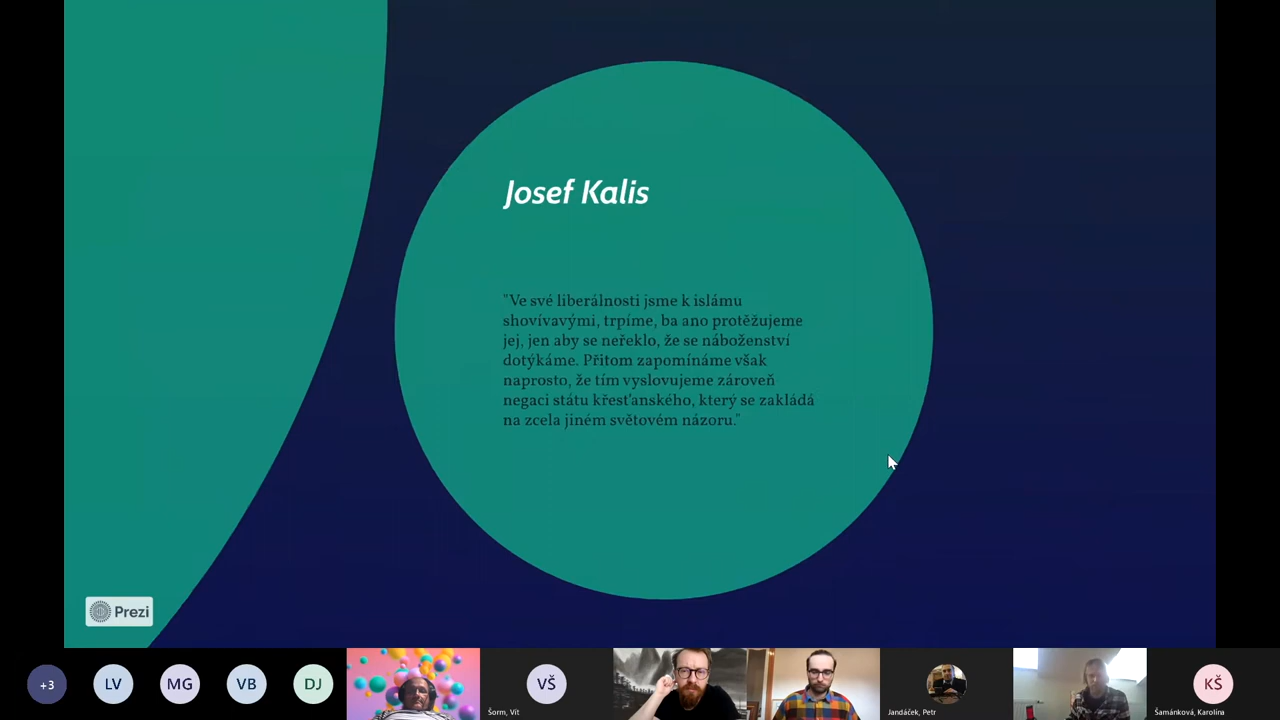 Josef Kalis
"Ve své liberálnosti jsme k islámu
shovívavými, trpíme, ba ano protěžujeme
jej, jen aby se neřeklo, že se náboženství
dotýkáme. Přitom zapomínáme však
naprosto, že tím vyslovujeme zároveň
negaci státu křesťanského, který se zakládá
na zcela jiném světovém názoru."
Prezi
+3
LV
MG
VB
DJ
VŠ
Šorm, Vít
Jandáček, Petr
KŠ
Šamánková, Karolína